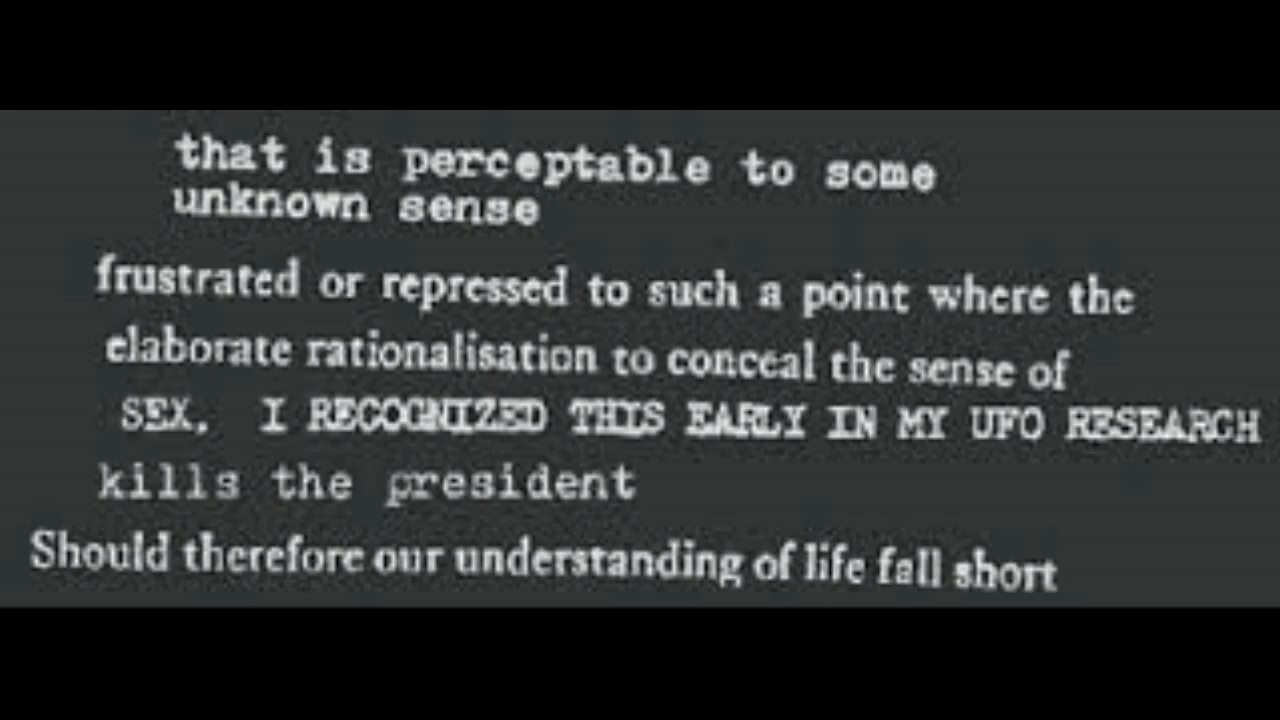 that is perceptable to some
unknown sense
frustrated or repressed to such a point where the
elaborate rationalisation to conceal the sense of
SEX, I RECOGNIZED THIS EARLY IN MY UFO RESEARCH
kills the president
Should therefore our understanding of life fall short